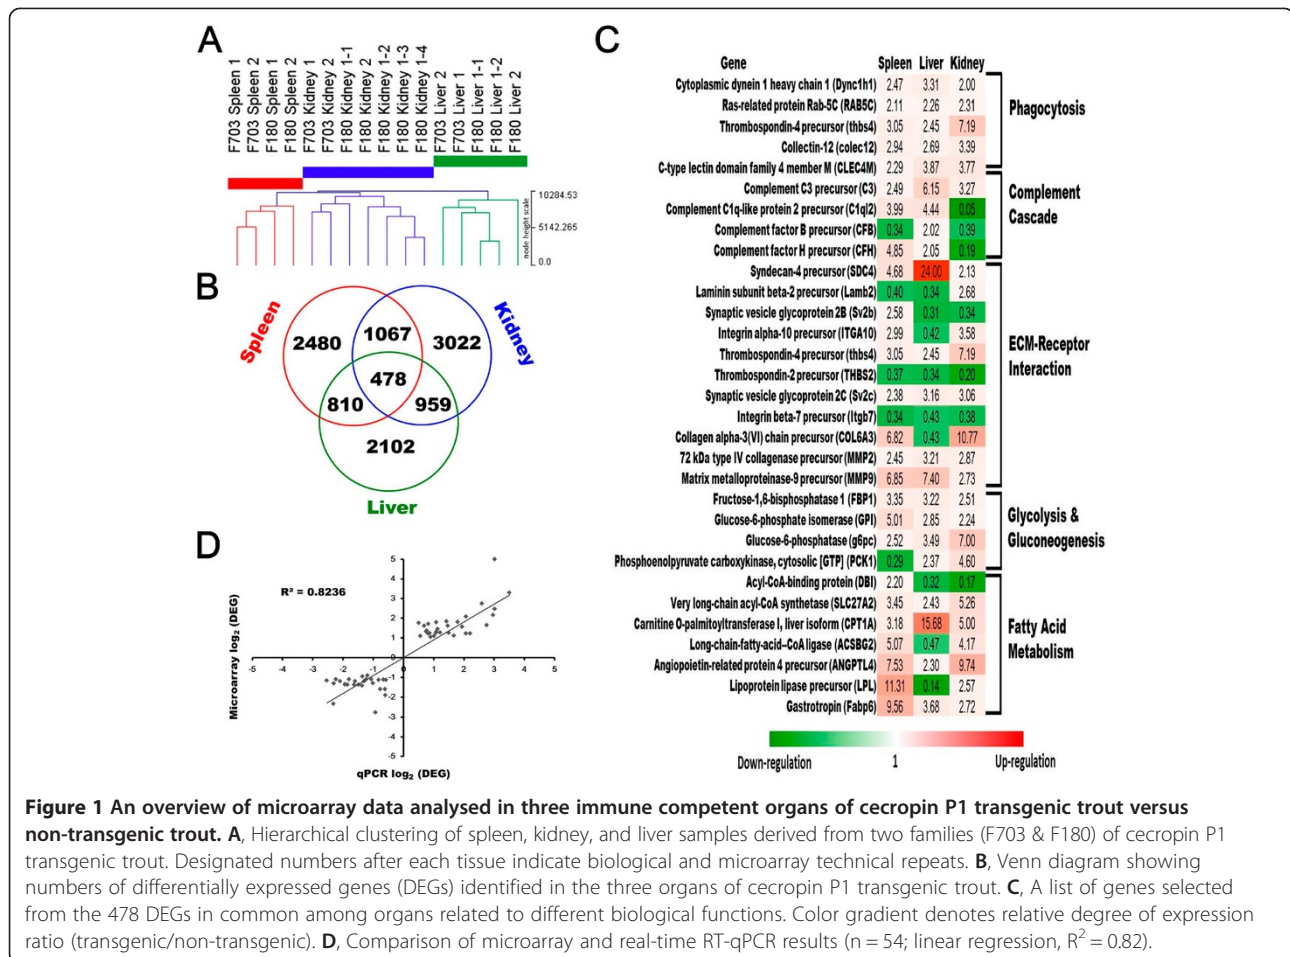 A
F703 Spleen 1
F703 Spleen 2
F180 Spleen 1
F180 Spleen 2
F703 Kidney 1
F703 Kidney 2
F180 Kidney 1-1
F180 Kidney 2
F180 Kidney 1-2
F180 Kidney 1-3
F180 Kidney 1-4
F703 Liver 2
F703 Liver 1
F180 Liver 1-1
F180 Liver 1-2
F180 Liver 2
node height scale
10284.53
5142.265
0.0
B
Spleen
Kidney
Liver
2480
1067
3022
478
810
959
2102
C
Gene Spleen Liver Kidney
Cytoplasmic dynein 1 heavy chain 1 (Dync1h1) 2.47 3.31 2.00
Ras-related protein Rab-5C (RAB5C) 2.11 2.26 2.31
Thrombospondin-4 precursor (thbs4) 3.05 2.45 7.19
Collectin-12 (colec12) 2.94 2.69 3.39
C-type lectin domain family 4 member M (CLEC4M) 2.29 3.87 3.77
Complement C3 precursor (C3) 2.49 6.15 3.27
Complement C1q-like protein 2 precursor (C1ql2) 3.99 4.44 0.05
Complement factor B precursor (CFB) 0.34 2.02 0.39
Complement factor H precursor (CFH) 4.85 2.05 0.19
Syndecan-4 precursor (SDC4) 4.68 24.00 2.13
Laminin subunit beta-2 precursor (Lamb2) 0.40 0.34 2.68
Synaptic vesicle glycoprotein 2B (Sv2b) 2.58 0.31 0.34
Integrin alpha-10 precursor (ITGA10) 2.99 0.42 3.58
Thrombospondin-4 precursor (thbs4) 3.05 2.45 7.19
Thrombospondin-2 precursor (THBS2) 0.37 0.34 0.20
Synaptic vesicle glycoprotein 2C (Sv2c) 2.38 3.16 3.06
Integrin beta-7 precursor (Itgb7) 0.34 0.43 0.38
Collagen alpha-3(VI) chain precursor (COL6A3) 6.82 0.43 10.77
72 kDa type IV collagenase precursor (MMP2) 2.45 3.21 2.87
Matrix metalloproteinase-9 precursor (MMP9) 6.85 7.40 2.73
Fructose-1,6-bisphosphatase 1 (FBP1) 3.35 3.22 2.51
Glucose-6-phosphate isomerase (GPI) 5.01 2.85 2.24
Glucose-6-phosphatase (g6pc) 2.52 3.49 7.00
Phosphoenolpyruvate carboxykinase, cytosolic [GTP] (PCK1) 0.29 2.37 4.60
Acyl-CoA-binding protein (DBI) 2.20 0.32 0.17
Very long-chain acyl-CoA synthetase (SLC27A2) 3.45 2.43 5.26
Carnitine O-palmitoyltransferase I, liver isoform (CPT1A) 3.18 15.68 5.00
Long-chain-fatty-acid--CoA ligase (ACSBG2) 5.07 0.47 4.17
Angiopoietin-related protein 4 precursor (ANGPTL4) 7.53 2.30 9.74
Lipoprotein lipase precursor (LPL) 11.31 0.14 2.57
Gastrotropin (Fabp6) 9.56 3.68 2.72
Phagocytosis
Complement
Cascade
ECM-Receptor
Interaction
Glycolysis &
Gluconeogenesis
Fatty Acid
Metabolism
Down-regulation 1 Up-regulation
D
R² = 0.8236
Microarray log₂ (DEG)
5
4
3
2
1
0
-1
-2
-3
-4
-5
-5 -4 -3 -2 -1 0 1 2 3 4 5
qPCR log₂ (DEG)
Figure 1 An overview of microarray data analysed in three immune competent organs of cecropin P1 transgenic trout versus
non-transgenic trout. A, Hierarchical clustering of spleen, kidney, and liver samples derived from two families (F703 & F180) of cecropin P1
transgenic trout. Designated numbers after each tissue indicate biological and microarray technical repeats. B, Venn diagram showing
numbers of differentially expressed genes (DEGs) identified in the three organs of cecropin P1 transgenic trout. C, A list of genes selected
from the 478 DEGs in common among organs related to different biological functions. Color gradient denotes relative degree of expression
ratio (transgenic/non-transgenic). D, Comparison of microarray and real-time RT-qPCR results (n = 54; linear regression, R² = 0.82).